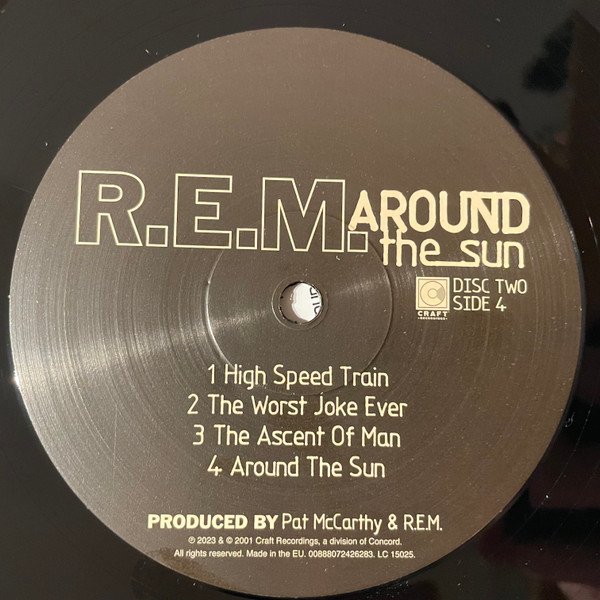 R.E.M. AROUND
the sun
DISC TWO
SIDE 4
CRAFT
RECORDINGS
1 High Speed Train
2 The Worst Joke Ever
3 The Ascent Of Man
4 Around The Sun
PRODUCED BY Pat McCarthy & R.E.M.
℗ 2023 & © 2001 Craft Recordings, a division of Concord.
All rights reserved. Made in the EU. 00888072426283. LC 15025.